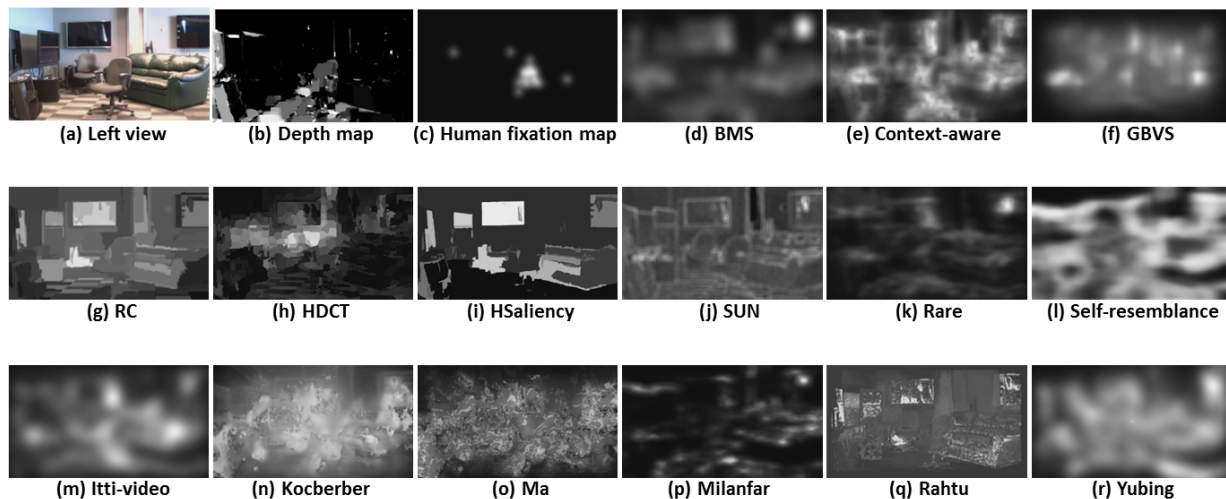 (a) Left view (b) Depth map (c) Human fixation map (d) BMS (e) Context-aware (f) GBVS
(g) RC (h) HDCT (i) HSaliency (j) SUN (k) Rare (l) Self-resemblance
(m) Itti-video (n) Kocberber (o) Ma (p) Milanfar (q) Rahtu (r) Yubing